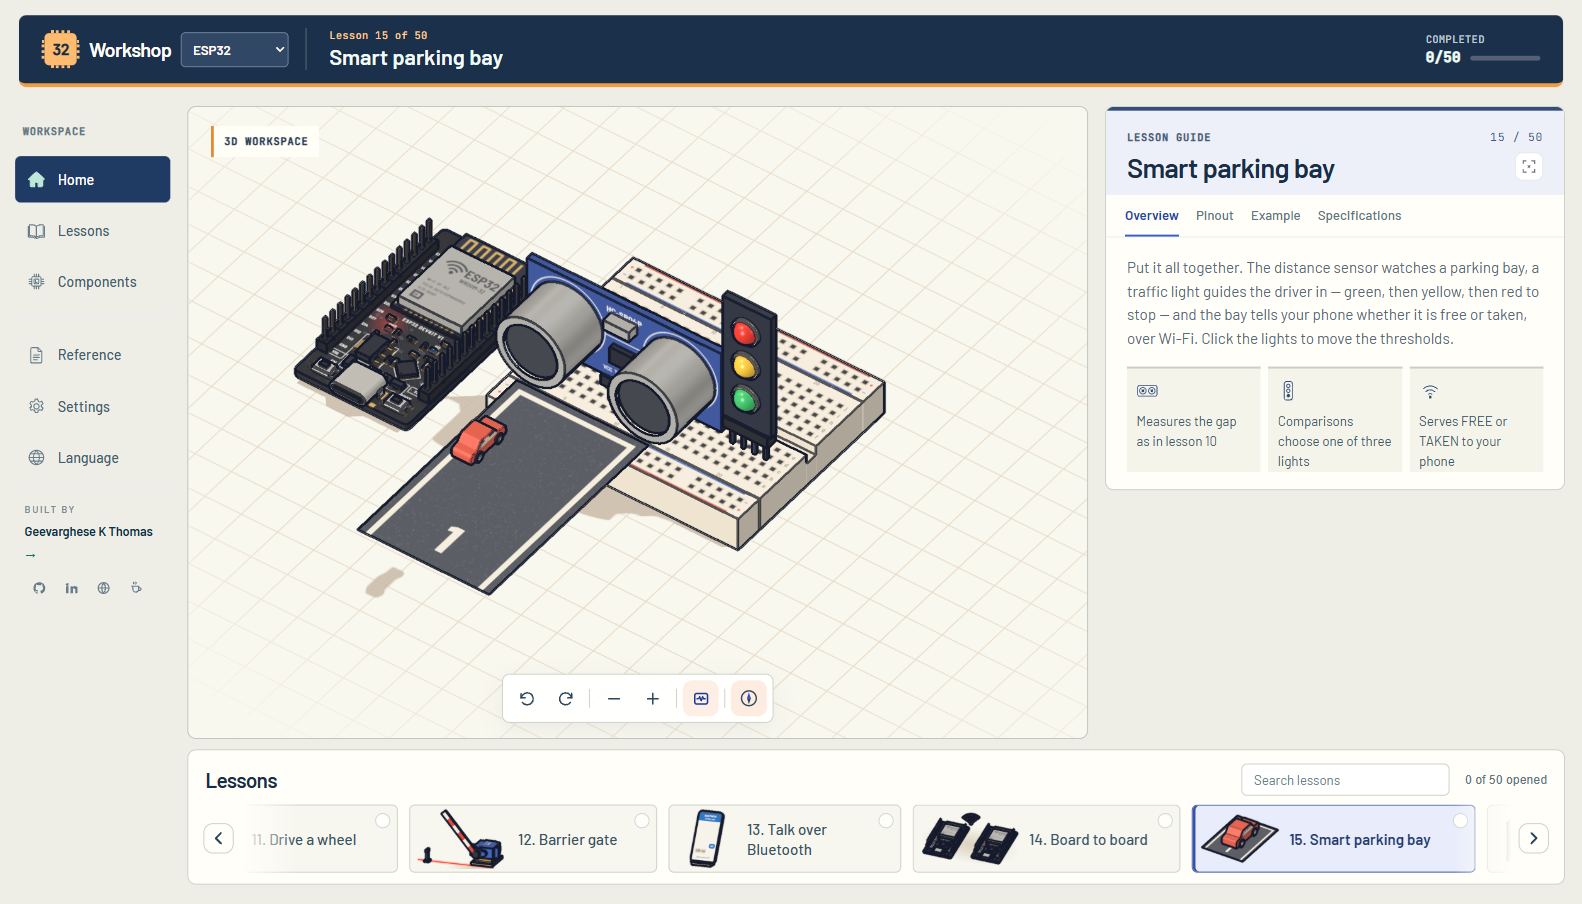 32
Workshop
ESP32
Lesson 15 of 50
Smart parking bay
COMPLETED
0/50
WORKSPACE
Home
Lessons
Components
Reference
Settings
Language
BUILT BY
Geevarghese K Thomas
→
3D WORKSPACE
ESP32
1
LESSON GUIDE
15 / 50
Smart parking bay
Overview
Pinout
Example
Specifications
Put it all together. The distance sensor watches a parking bay, a
traffic light guides the driver in — green, then yellow, then red to
stop — and the bay tells your phone whether it is free or taken,
over Wi-Fi. Click the lights to move the thresholds.
Measures the gap
as in lesson 10
Comparisons
choose one of three
lights
Serves FREE or
TAKEN to your
phone
Lessons
Search lessons
0 of 50 opened
11. Drive a wheel
12. Barrier gate
13. Talk over
Bluetooth
14. Board to board
15. Smart parking bay